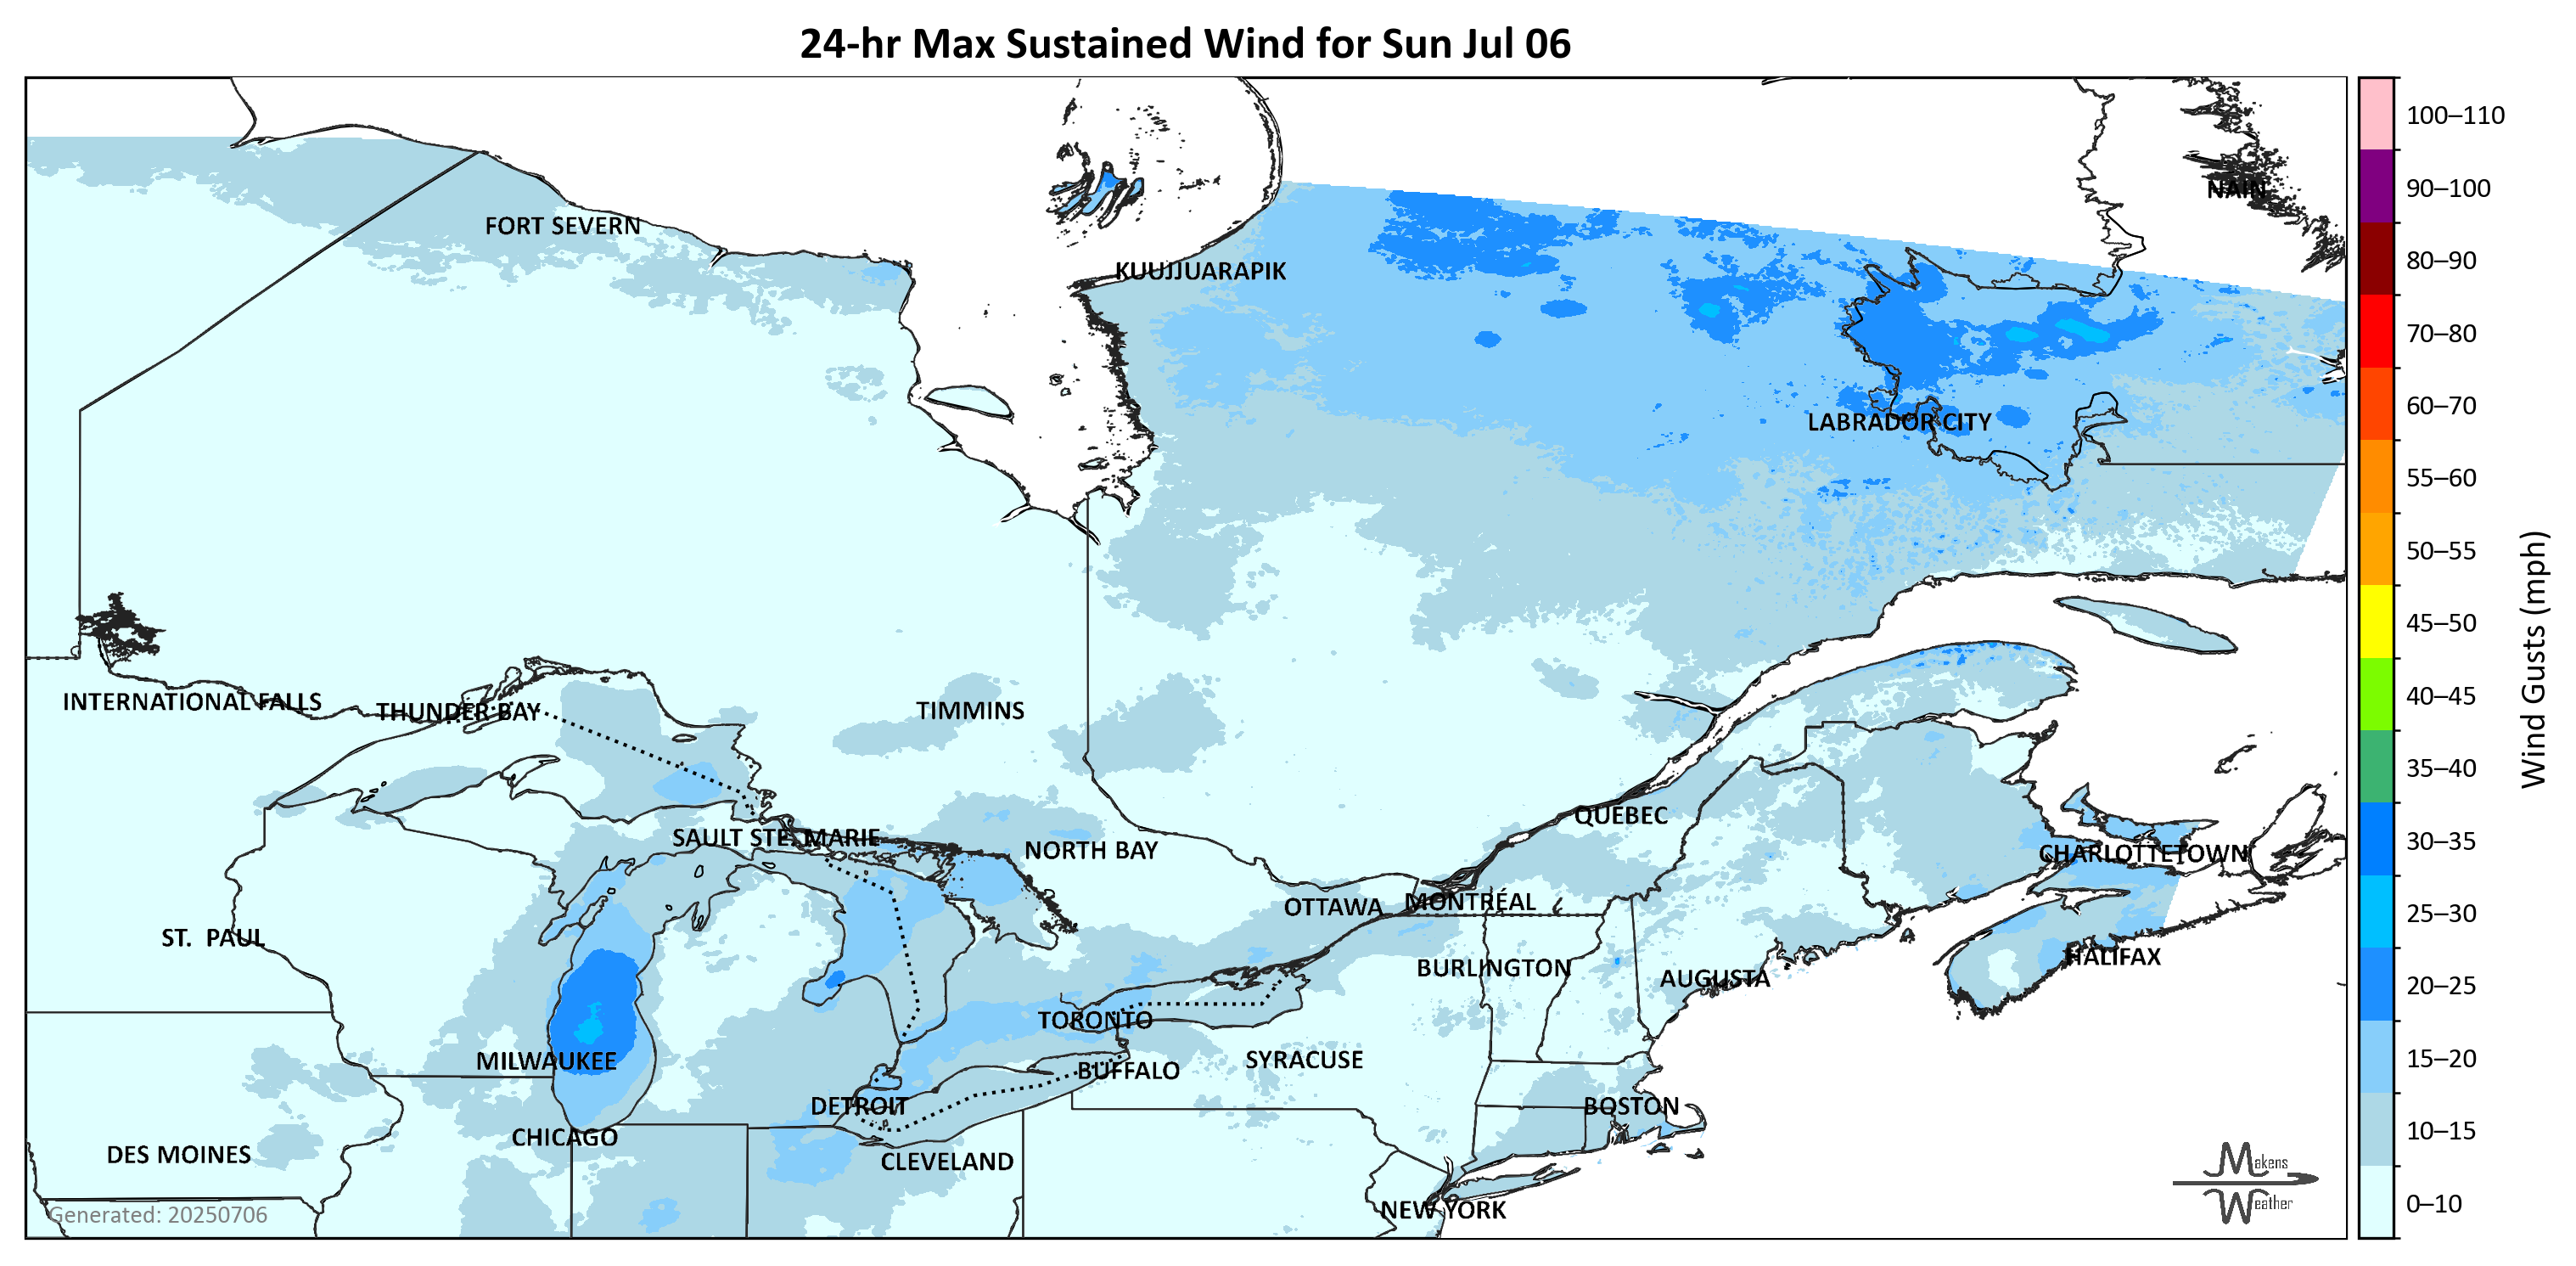 24-hr Max Sustained Wind for Sun Jul 06
100–110
90–100
80–90
70–80
60–70
55–60
50–55
45–50
40–45
35–40
30–35
25–30
20–25
15–20
10–15
0–10
Wind Gusts (mph)
NAIN
FORT SEVERN
KUUJJUARAPIK
LABRADOR CITY
INTERNATIONAL FALLS
THUNDER BAY
TIMMINS
QUÉBEC
SAULT STE. MARIE
NORTH BAY
CHARLOTTETOWN
OTTAWA
MONTRÉAL
ST.  PAUL
HALIFAX
BURLINGTON
AUGUSTA
TORONTO
MILWAUKEE
SYRACUSE
BUFFALO
DETROIT
BOSTON
CHICAGO
DES MOINES
CLEVELAND
NEW YORK
Generated: 20250706
Makens
Weather